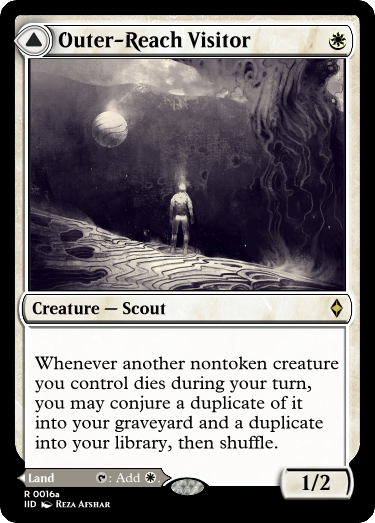 Outer-Reach Visitor
Creature — Scout
Whenever another nontoken creature
you control dies during your turn,
you may conjure a duplicate of it
into your graveyard and a duplicate
into your library, then shuffle.
Land : Add .
1/2
R 0016a
IID Reza Afshar